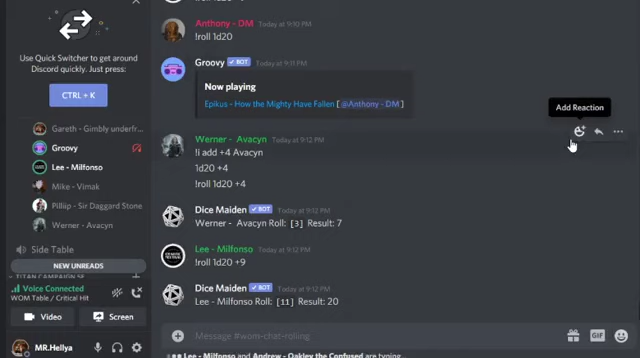 Use Quick Switcher to get around
Discord quickly. Just press:
CTRL + K
Gareth - Gimbly underfr...
Groovy
Lee - Milfonso
Mike - Vimak
Pilliip - Sir Daggard Stone
Werner - Avacyn
Side Table
NEW UNREADS
TITAN CAMPAIGN SE
Voice Connected
WOM Table / Critical Hit
Video
Screen
MR.Hellya
Anthony - DM Today at 9:10 PM
!roll 1d20
Groovy BOT Today at 9:11 PM
Now playing
Epikus - How the Mighty Have Fallen [@Anthony - DM]
Add Reaction
Werner - Avacyn Today at 9:12 PM
!i add +4 Avacyn
1d20 +4
!roll 1d20 +4
Dice Maiden BOT Today at 9:12 PM
Werner - Avacyn Roll: [3] Result: 7
Lee - Milfonso Today at 9:12 PM
!roll 1d20 +9
Dice Maiden BOT Today at 9:12 PM
Lee - Milfonso Roll: [11] Result: 20
Message #wom-chat-rolling
GIF
Lee - Milfonso and Andrew - Oakley the Confused are typing